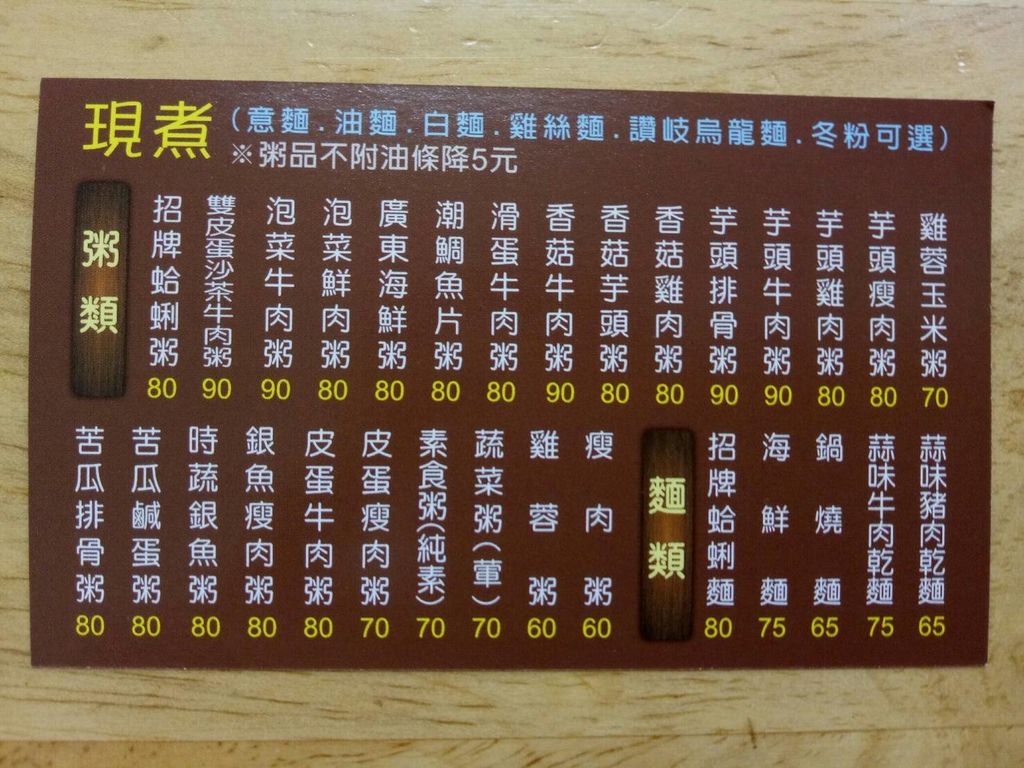 現煮(意麵.油麵.白麵.雞絲麵.讚岐烏龍麵.冬粉可選)
※粥品不附油條降5元
粥類
招牌蛤蜊粥 80
雙皮蛋沙茶牛肉粥 90
泡菜牛肉粥 90
泡菜鮮肉粥 80
廣東海鮮粥 80
潮鯛魚片粥 80
滑蛋牛肉粥 80
香菇牛肉粥 90
香菇芋頭粥 80
香菇雞肉粥 80
芋頭排骨粥 90
芋頭牛肉粥 90
芋頭雞肉粥 80
芋頭瘦肉粥 80
雞蓉玉米粥 70
苦瓜排骨粥 80
苦瓜鹹蛋粥 80
時蔬銀魚粥 80
銀魚瘦肉粥 80
皮蛋牛肉粥 80
皮蛋瘦肉粥 70
素食粥(純素) 70
蔬菜粥(葷) 70
雞蓉粥 60
瘦肉粥 60
麵類
招牌蛤蜊麵 80
海鮮麵 75
鍋燒麵 65
蒜味牛肉乾麵 75
蒜味豬肉乾麵 65